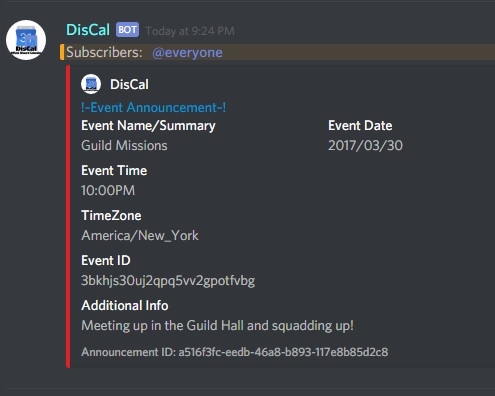 DisCal BOT Today at 9:24 PM
Subscribers: @everyone
DisCal
!~Event Announcement~!
Event Name/Summary Event Date
Guild Missions 2017/03/30
Event Time
10:00PM
TimeZone
America/New_York
Event ID
3bkhjs30uj2qpq5vv2gpotfvbg
Additional Info
Meeting up in the Guild Hall and squadding up!
Announcement ID: a516f3fc-eedb-46a8-b893-117e8b85d2c8